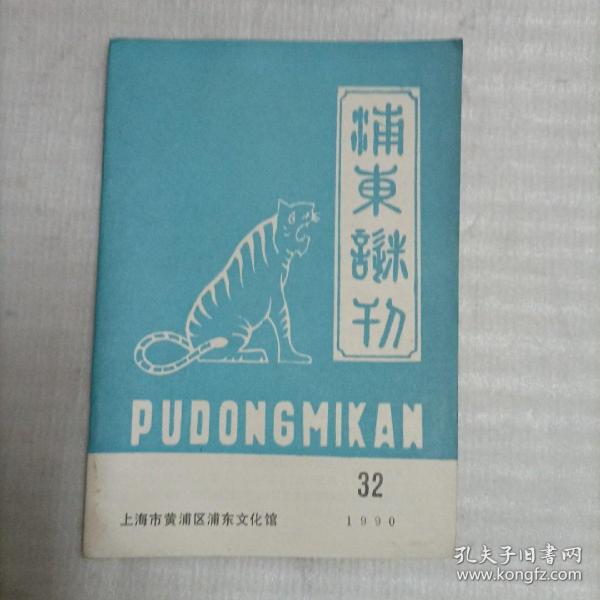 浦東謎刊
PUDONGMIKAN
32
上海市黄浦区浦东文化馆
1990
孔夫子旧书网
www.kongfz.com